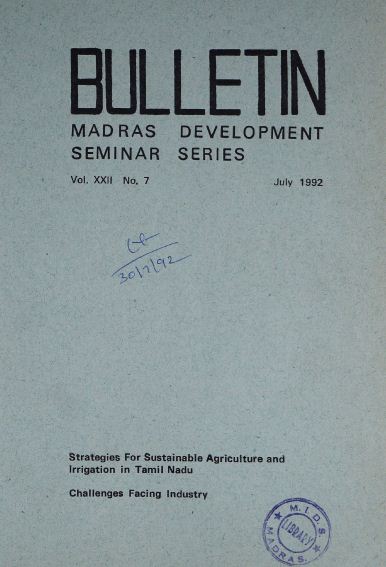 BULLETIN
MADRAS DEVELOPMENT
SEMINAR SERIES
Vol. XXII No. 7 July 1992
30/7/92
Strategies For Sustainable Agriculture and
Irrigation in Tamil Nadu
Challenges Facing Industry
M.I.D.S.
LIBRARY
MADRAS.